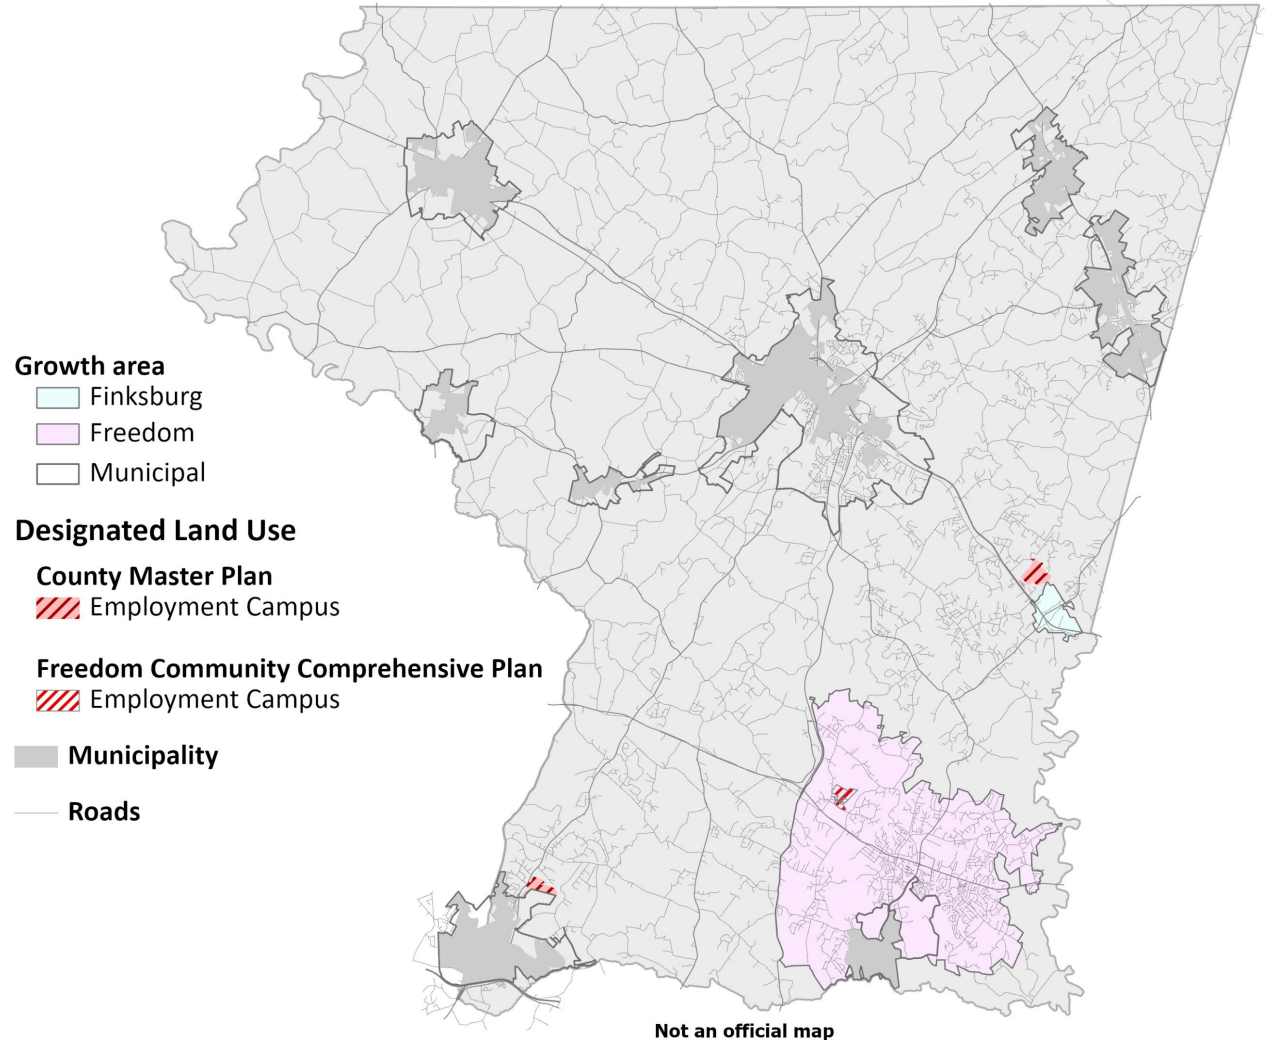 Growth area
Finksburg
Freedom
Municipal
Designated Land Use
County Master Plan
Employment Campus
Freedom Community Comprehensive Plan
Employment Campus
Municipality
Roads
Not an official map